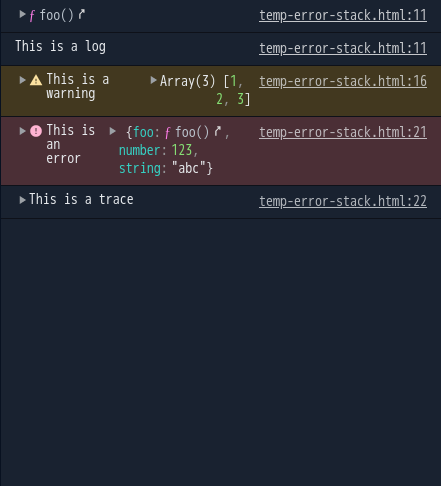 ƒ foo() temp-error-stack.html:11
This is a log temp-error-stack.html:11
This is a Array(3) [1, temp-error-stack.html:16
warning 2, 3]
This is {foo: ƒ foo() , temp-error-stack.html:21
an number: 123,
error string: "abc"}
This is a trace temp-error-stack.html:22